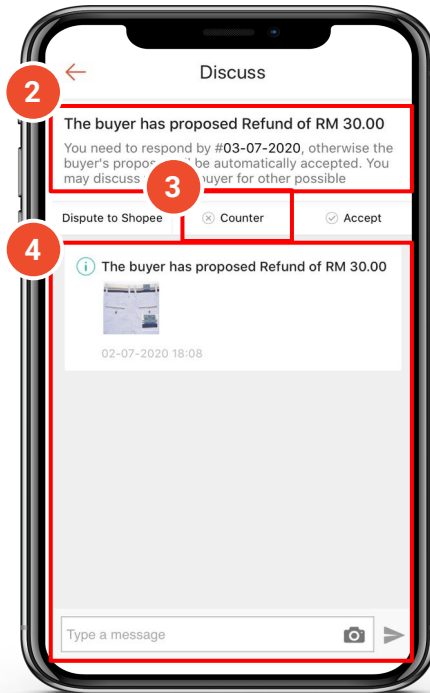 Discuss
2
The buyer has proposed Refund of RM 30.00
You need to respond by #03-07-2020, otherwise the
buyer's be automatically accepted. You
may discuss buyer for other possible
3
Dispute to Shopee
Counter
Accept
4
The buyer has proposed Refund of RM 30.00
02-07-2020 18:08
Type a message